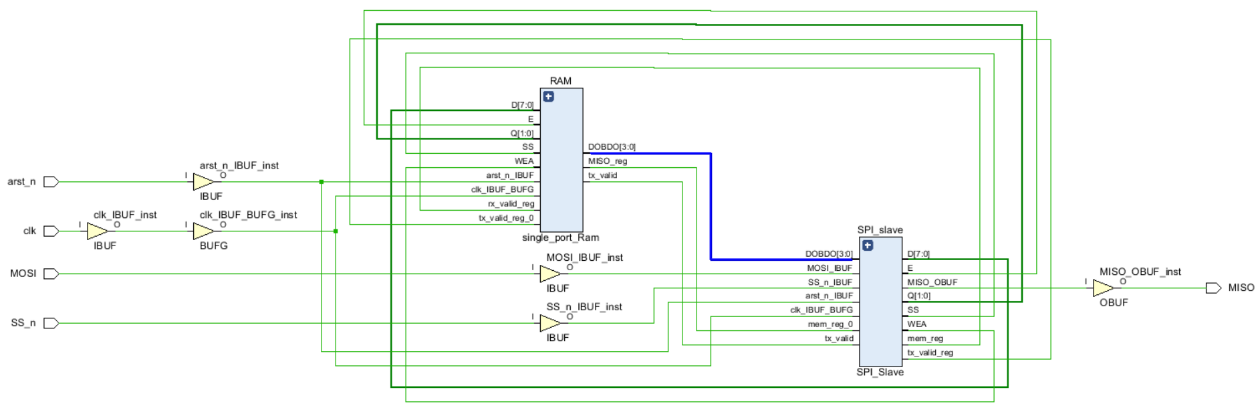 RAM
D[7:0]
E
Q[1:0]
SS
WEA
arst_n_IBUF
clk_IBUF_BUFG
rx_valid_reg
tx_valid_reg_0
DOBDO[3:0]
MISO_reg
tx_valid
single_port_Ram
arst_n
arst_n_IBUF_inst
I
O
IBUF
clk
clk_IBUF_inst
I
O
IBUF
clk_IBUF_BUFG_inst
I
O
BUFG
MOSI
MOSI_IBUF_inst
I
O
IBUF
SS_n
SS_n_IBUF_inst
I
O
IBUF
SPI_slave
DOBDO[3:0]
MOSI_IBUF
SS_n_IBUF
arst_n_IBUF
clk_IBUF_BUFG
mem_reg_0
tx_valid
D[7:0]
E
MISO_OBUF
Q[1:0]
SS
WEA
mem_reg
tx_valid_reg
SPI_Slave
MISO_OBUF_inst
I
O
OBUF
MISO